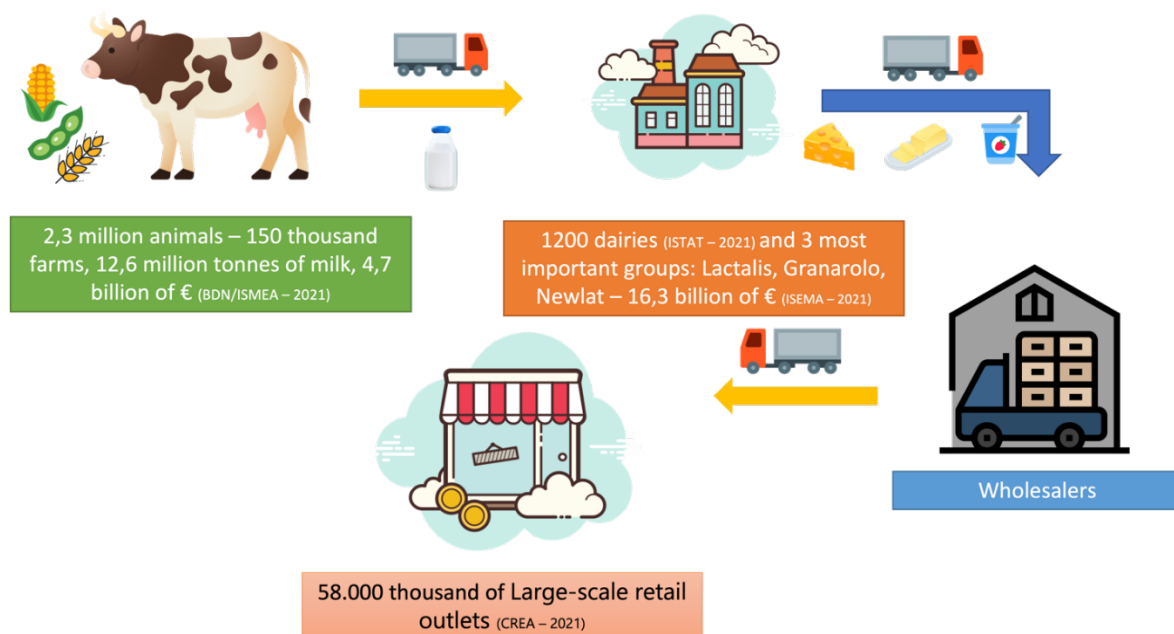 2,3 million animals – 150 thousand
farms, 12,6 million tonnes of milk, 4,7
billion of € (BDN/ISMEA – 2021)
1200 dairies (ISTAT – 2021) and 3 most
important groups: Lactalis, Granarolo,
Newlat – 16,3 billion of € (ISEMA – 2021)
Wholesalers
58.000 thousand of Large-scale retail
outlets (CREA – 2021)